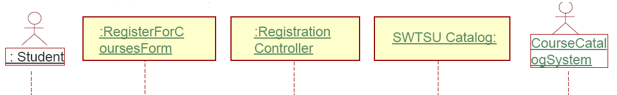 : Student
:RegisterForC
oursesForm
:Registration
Controller
SWTSU Catalog:
CourseCatal
ogSystem